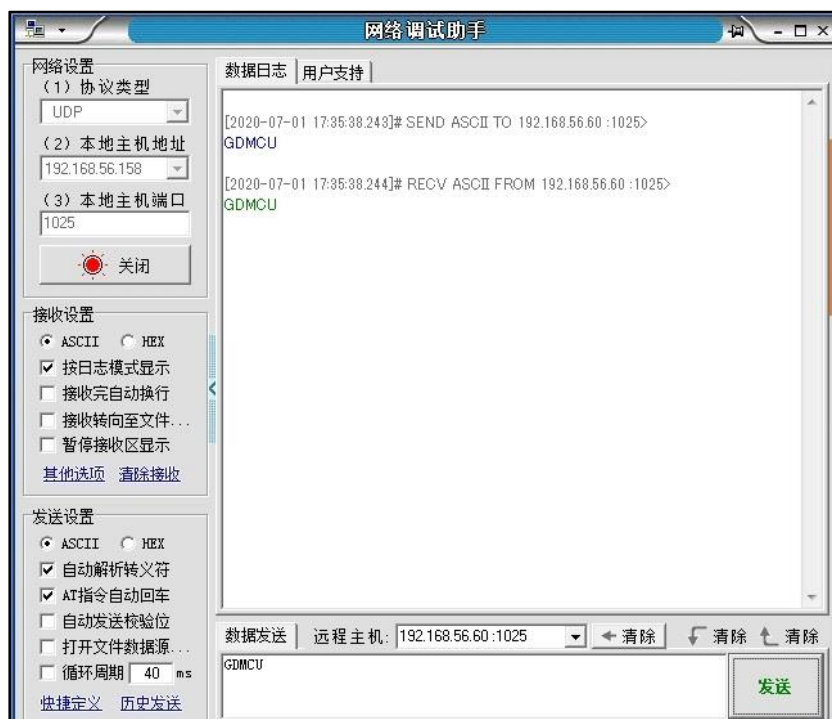 网络调试助手
网络设置
（1）协议类型
UDP
（2）本地主机地址
192.168.56.158
（3）本地主机端口
1025
关闭
接收设置
ASCII HEX
按日志模式显示
接收完自动换行
接收转向至文件...
暂停接收区显示
其他选项 清除接收
发送设置
ASCII HEX
自动解析转义符
AT指令自动回车
自动发送校验位
打开文件数据源...
循环周期 40 ms
快捷定义 历史发送
数据日志 用户支持
[2020-07-01 17:35:38.243]# SEND ASCII TO 192.168.56.60 :1025>
GDMCU
[2020-07-01 17:35:38.244]# RECV ASCII FROM 192.168.56.60 :1025>
GDMCU
数据发送 远程主机: 192.168.56.60 :1025 清除 清除 清除
GDMCU
发送